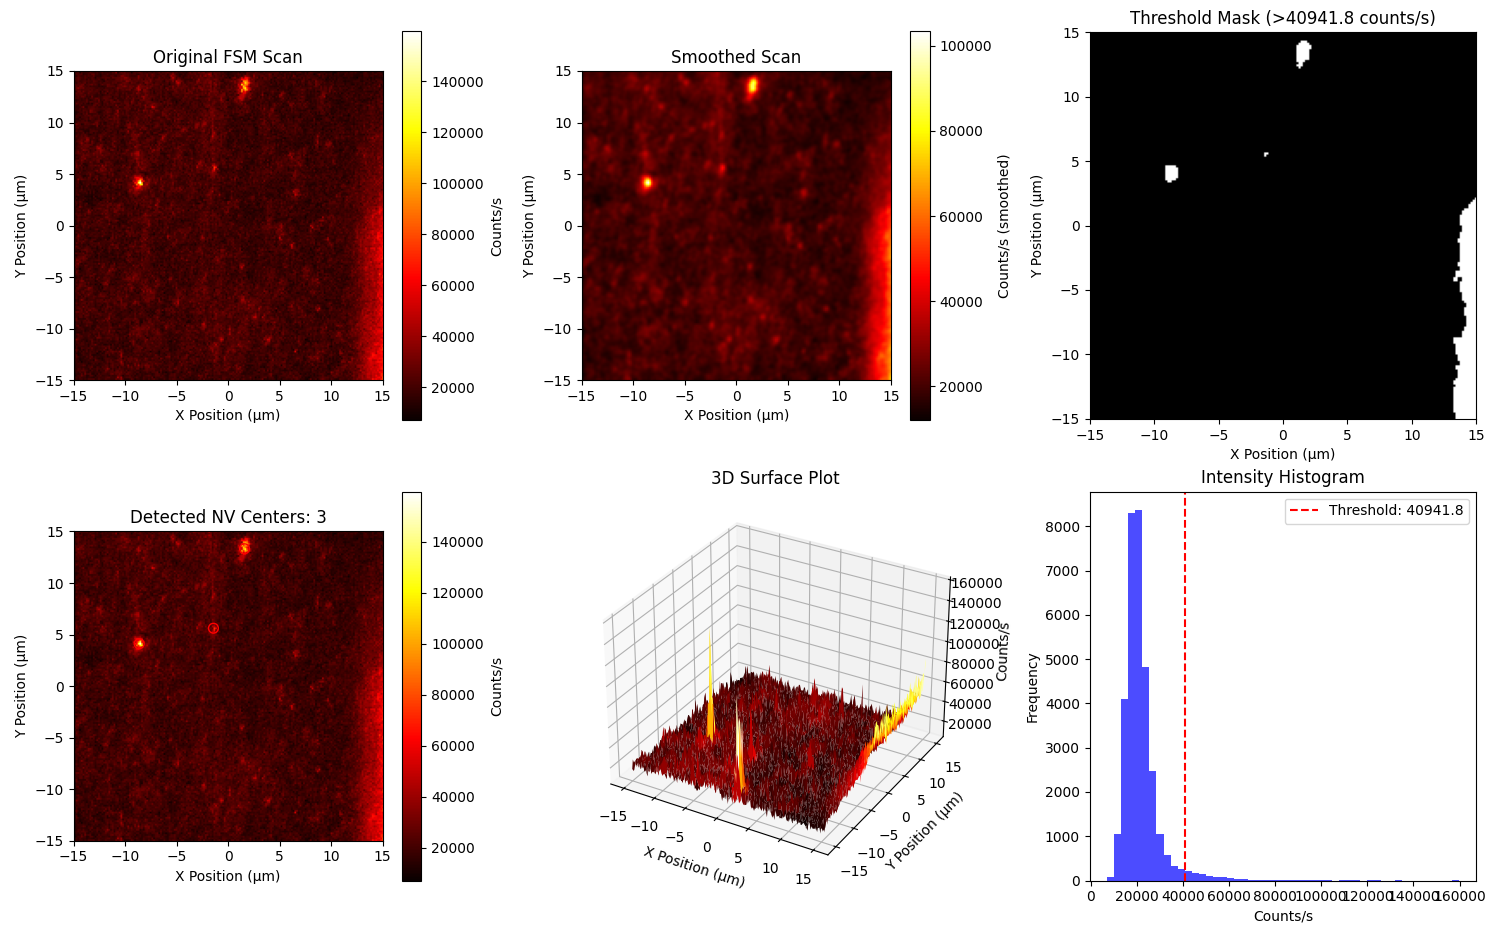 Original FSM Scan
15
10
5
0
−5
−10
−15
−15 −10 −5 0 5 10 15
Y Position (μm)
X Position (μm)
140000
120000
100000
80000
60000
40000
20000
Counts/s
Smoothed Scan
15
10
5
0
−5
−10
−15
−15 −10 −5 0 5 10 15
Y Position (μm)
X Position (μm)
100000
80000
60000
40000
20000
Counts/s (smoothed)
Threshold Mask (>40941.8 counts/s)
15
10
5
0
−5
−10
−15
−15 −10 −5 0 5 10 15
Y Position (μm)
X Position (μm)
Detected NV Centers: 3
15
10
5
0
−5
−10
−15
−15 −10 −5 0 5 10 15
Y Position (μm)
X Position (μm)
140000
120000
100000
80000
60000
40000
20000
Counts/s
3D Surface Plot
160000
140000
120000
100000
80000
60000
40000
20000
Counts/s
−15 −10 −5 0 5 10 15
X Position (μm)
15
10
5
0
−5
−10
−15
Y Position (μm)
Intensity Histogram
Threshold: 40941.8
8000
7000
6000
5000
4000
3000
2000
1000
0
Frequency
0 20000 40000 60000 80000 100000 120000 140000 160000
Counts/s